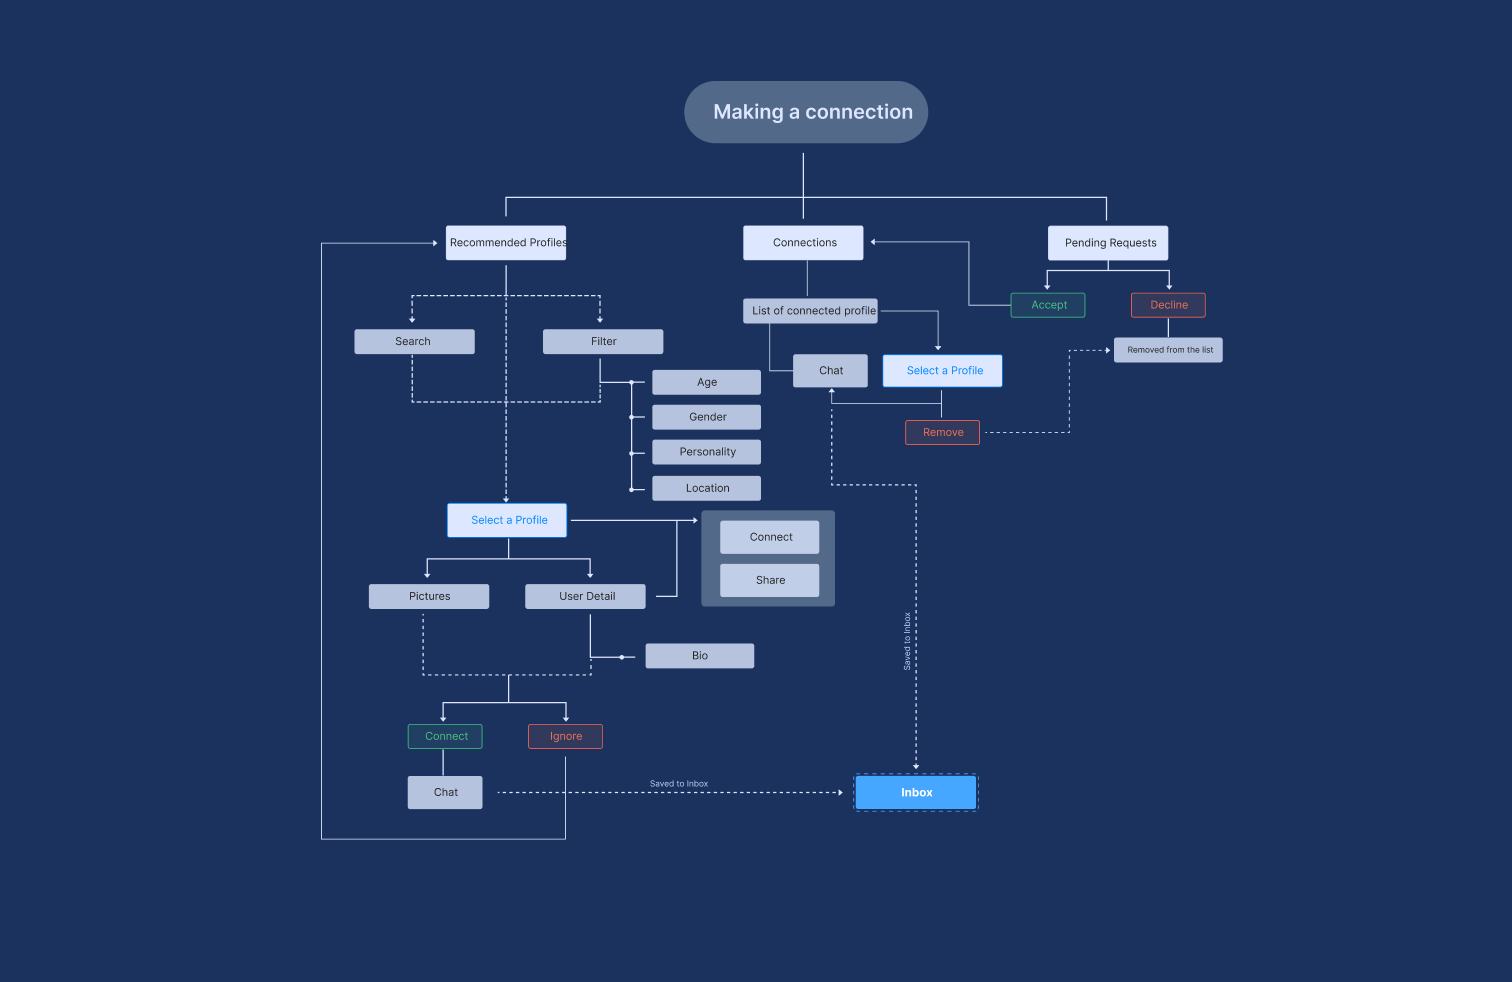 Making a connection
Recommended Profiles
Connections
Pending Requests
List of connected profile
Accept
Decline
Search
Filter
Removed from the list
Chat
Select a Profile
Age
Gender
Remove
Personality
Location
Select a Profile
Connect
Share
Pictures
User Detail
Saved to Inbox
Bio
Connect
Ignore
Chat
Saved to Inbox
Inbox